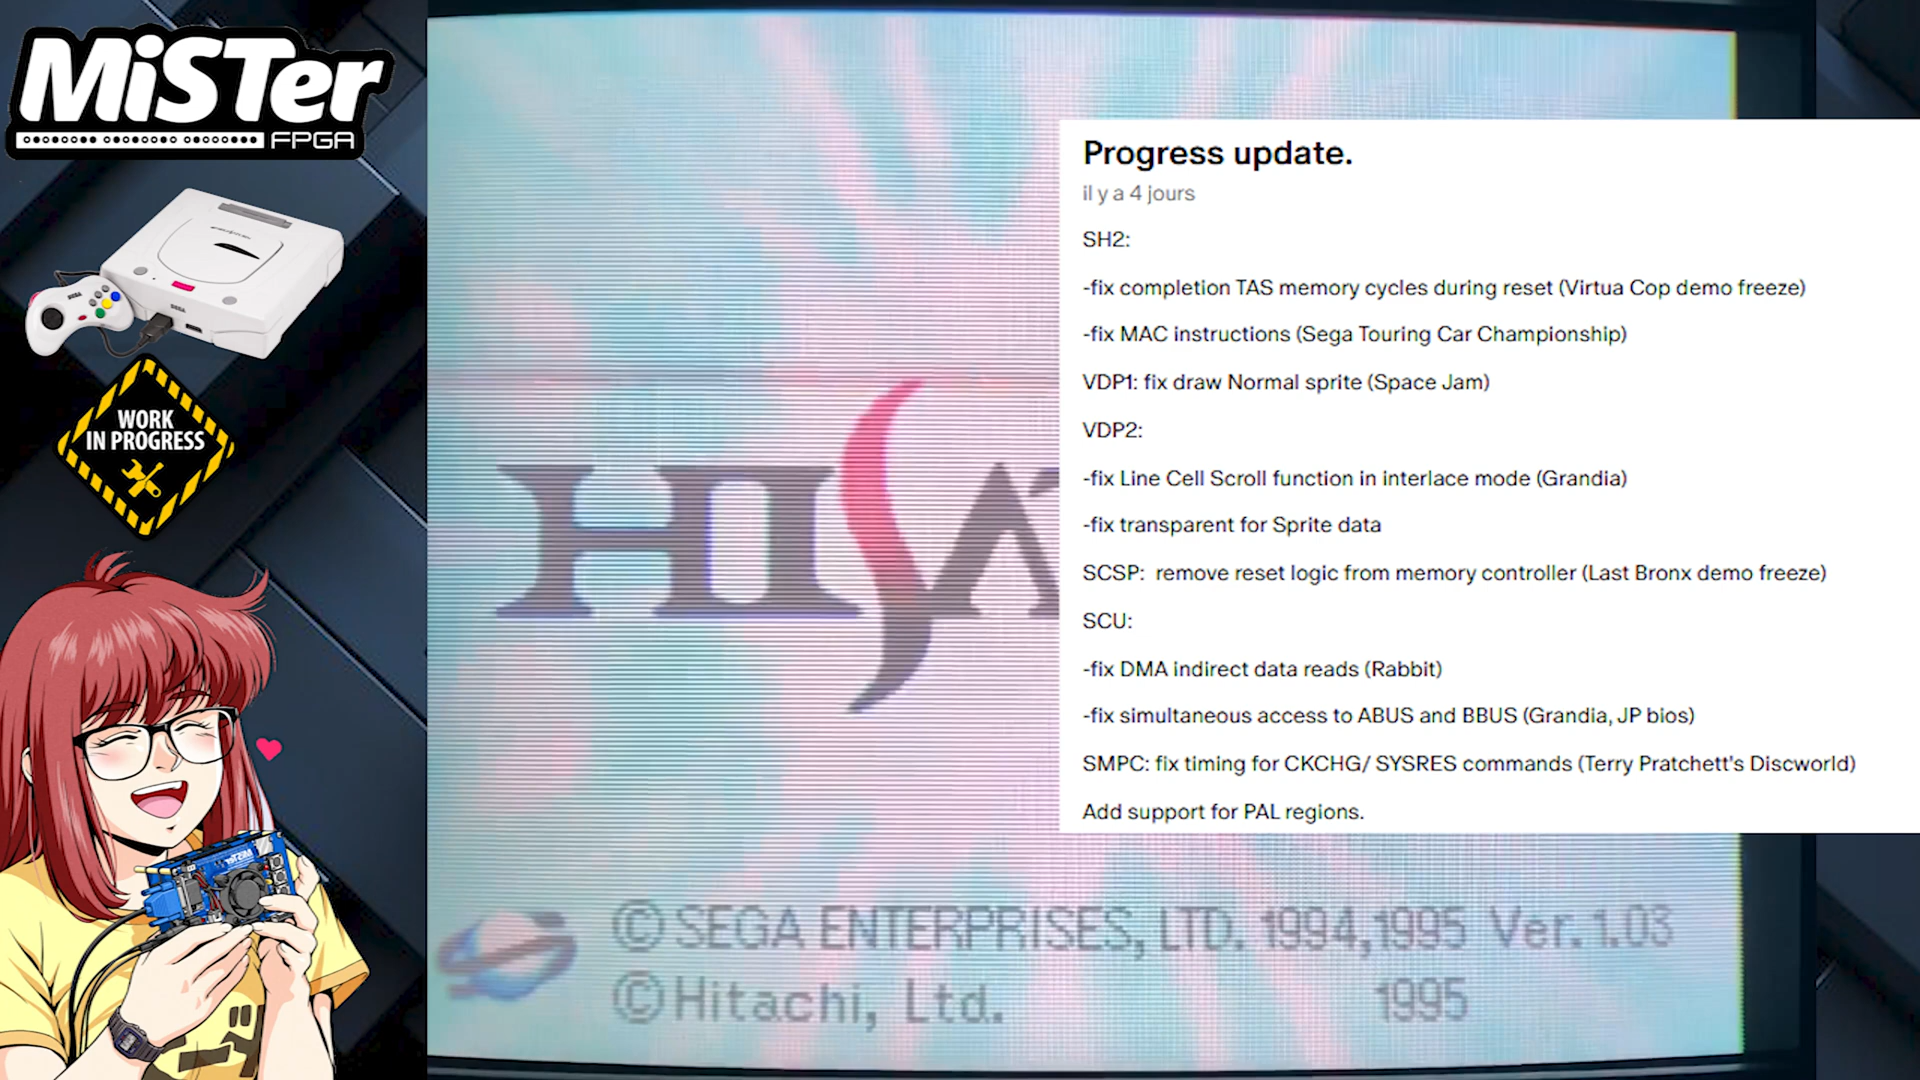 MiSTer
FPGA
WORK
IN PROGRESS
HISA
Progress update.
il y a 4 jours
SH2:
-fix completion TAS memory cycles during reset (Virtua Cop demo freeze)
-fix MAC instructions (Sega Touring Car Championship)
VDP1: fix draw Normal sprite (Space Jam)
VDP2:
-fix Line Cell Scroll function in interlace mode (Grandia)
-fix transparent for Sprite data
SCSP:  remove reset logic from memory controller (Last Bronx demo freeze)
SCU:
-fix DMA indirect data reads (Rabbit)
-fix simultaneous access to ABUS and BBUS (Grandia, JP bios)
SMPC: fix timing for CKCHG/ SYSRES commands (Terry Pratchett's Discworld)
Add support for PAL regions.
© SEGA ENTERPRISES, LTD. 1994,1995 Ver. 1.03
© Hitachi, Ltd. 1995